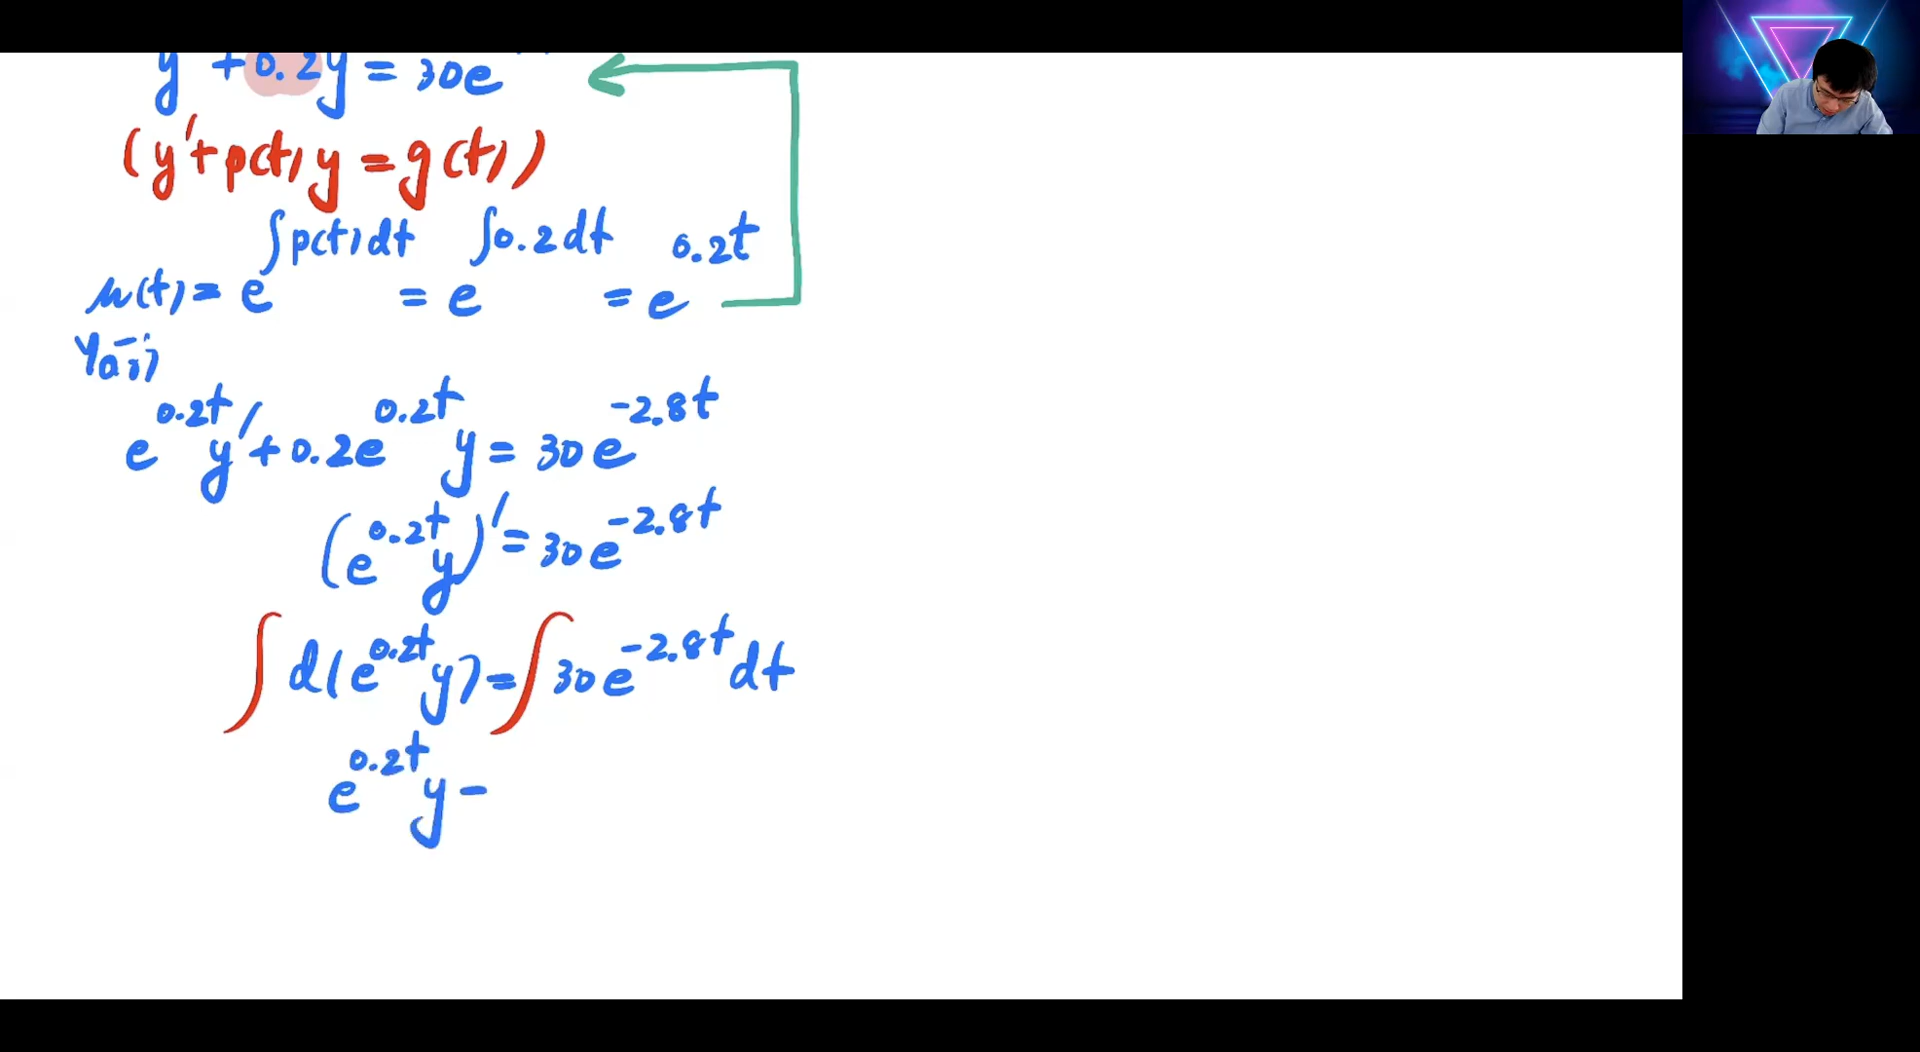 y + 0.2y = 30e
(y' + p(t)y = g(t))
μ(t) = e^∫p(t)dt = e^∫0.2dt = e^0.2t
e^0.2t y' + 0.2e^0.2t y = 30e^-2.8t
(e^0.2t y)' = 30e^-2.8t
∫d(e^0.2t y) = ∫30e^-2.8t dt
e^0.2t y -